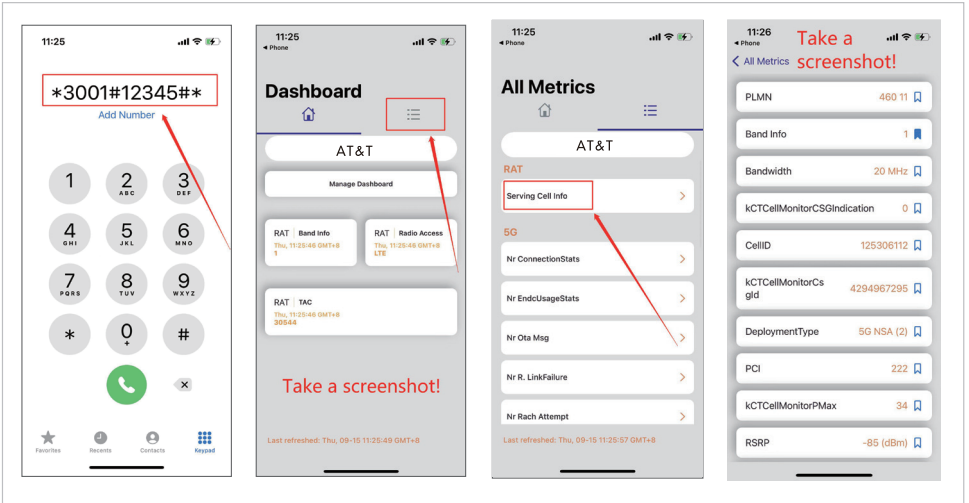 11:25
*3001#12345#*
Add Number
1
2
ABC
3
DEF
4
GHI
5
JKL
6
MNO
7
PQRS
8
TUV
9
WXYZ
*
0
+
#
Favorites
Recents
Contacts
Keypad
11:25
◀ Phone
Dashboard
AT&T
Manage Dashboard
RAT | Band Info
Thu, 11:25:46 GMT+8
1
RAT | Radio Access
Thu, 11:25:46 GMT+8
LTE
RAT | TAC
Thu, 11:25:46 GMT+8
30544
Take a screenshot!
Last refreshed: Thu, 09-15 11:25:49 GMT+8
11:25
◀ Phone
All Metrics
AT&T
RAT
Serving Cell Info
5G
Nr ConnectionStats
Nr EndcUsageStats
Nr Ota Msg
Nr R. LinkFailure
Nr Rach Attempt
Last refreshed: Thu, 09-15 11:25:57 GMT+8
11:26
◀ Phone
Take a
screenshot!
All Metrics
PLMN 460 11
Band Info 1
Bandwidth 20 MHz
kCTCellMonitorCSGIndication 0
CellID 125306112
kCTCellMonitorCs
gId 4294967295
DeploymentType 5G NSA (2)
PCI 222
kCTCellMonitorPMax 34
RSRP -85 (dBm)